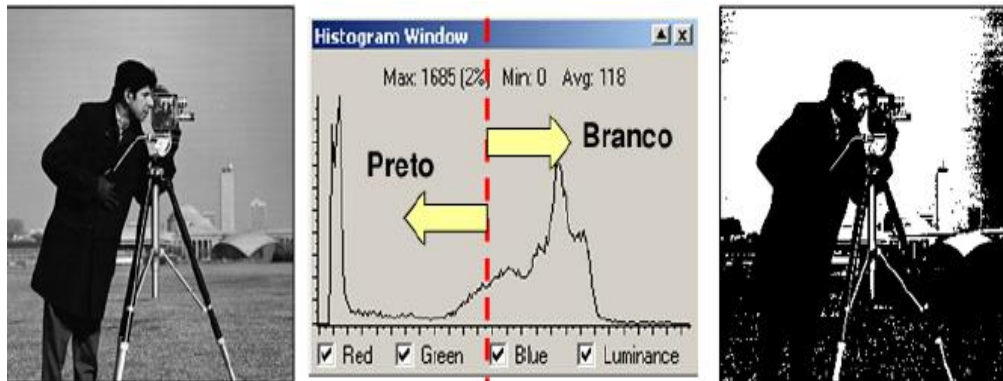 Histogram Window
Max: 1685 (2%) Min: 0 Avg: 118
Preto
Branco
Red Green Blue Luminance